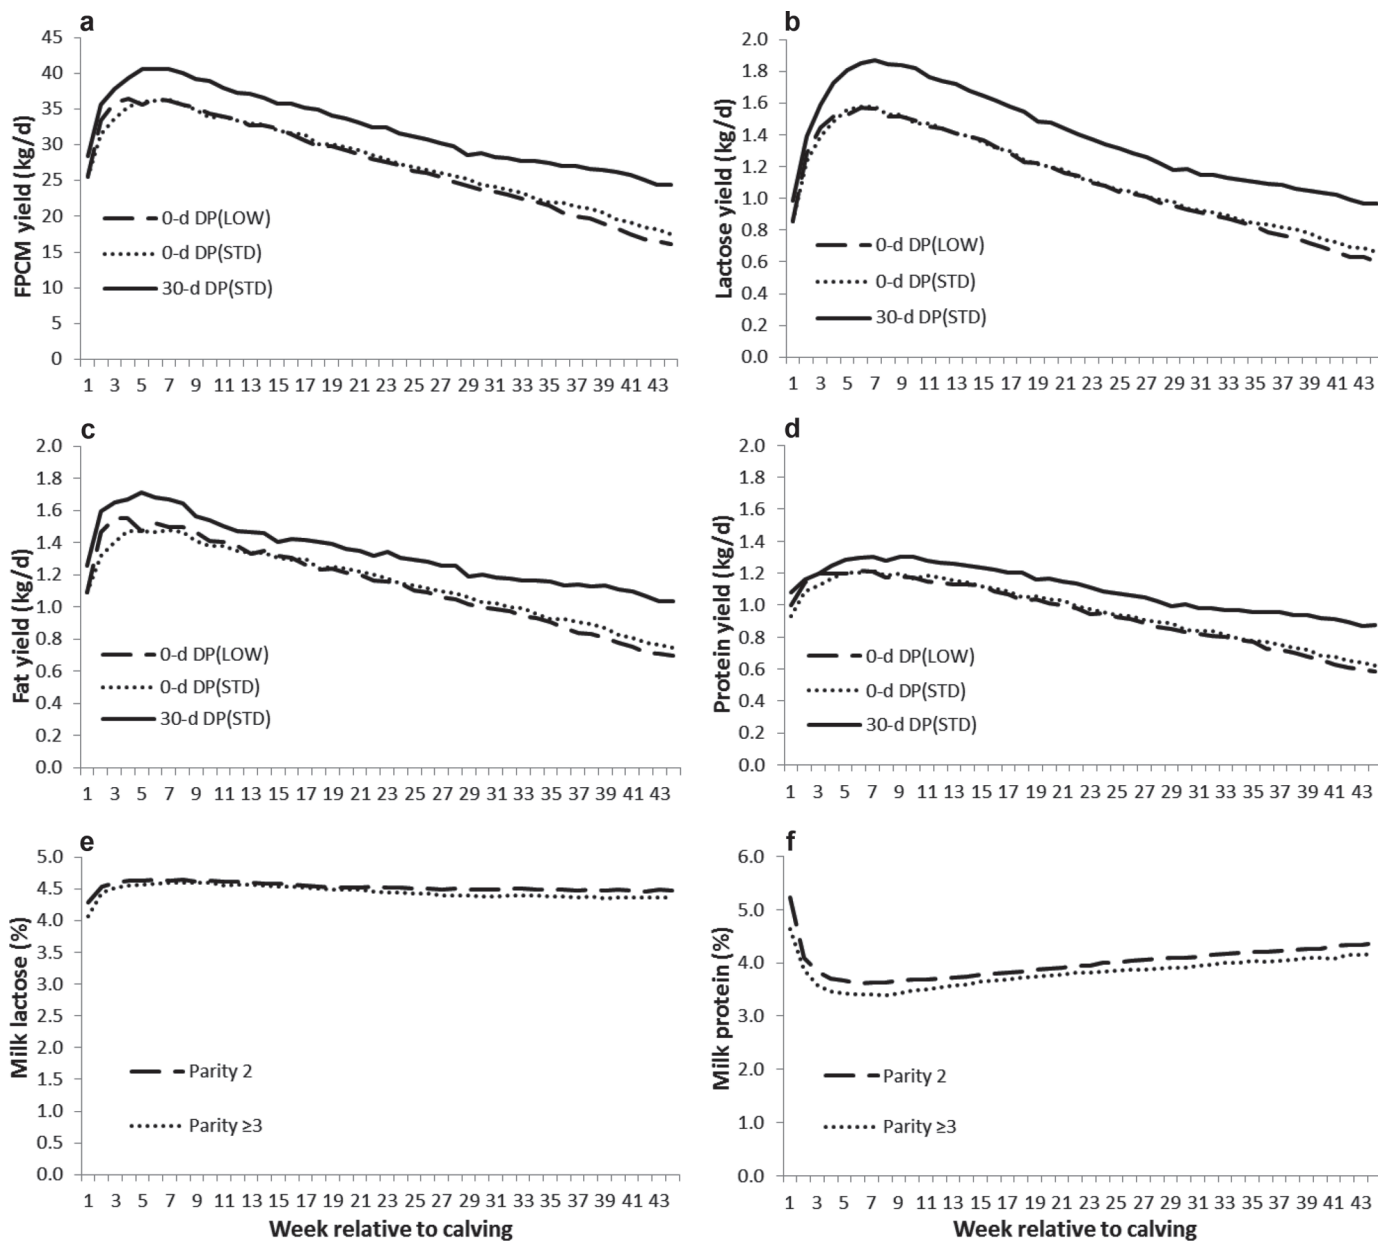 a
FPCM yield (kg/d)
45
40
35
30
25
20
15
10
5
0
0-d DP(LOW)
0-d DP(STD)
30-d DP(STD)
1 3 5 7 9 11 13 15 17 19 21 23 25 27 29 31 33 35 37 39 41 43
b
Lactose yield (kg/d)
2.0
1.8
1.6
1.4
1.2
1.0
0.8
0.6
0.4
0.2
0.0
0-d DP(LOW)
0-d DP(STD)
30-d DP(STD)
1 3 5 7 9 11 13 15 17 19 21 23 25 27 29 31 33 35 37 39 41 43
c
Fat yield (kg/d)
2.0
1.8
1.6
1.4
1.2
1.0
0.8
0.6
0.4
0.2
0.0
0-d DP(LOW)
0-d DP(STD)
30-d DP(STD)
1 3 5 7 9 11 13 15 17 19 21 23 25 27 29 31 33 35 37 39 41 43
d
Protein yield (kg/d)
2.0
1.8
1.6
1.4
1.2
1.0
0.8
0.6
0.4
0.2
0.0
0-d DP(LOW)
0-d DP(STD)
30-d DP(STD)
1 3 5 7 9 11 13 15 17 19 21 23 25 27 29 31 33 35 37 39 41 43
e
Milk lactose (%)
5.0
4.5
4.0
3.5
3.0
2.5
2.0
1.5
1.0
0.5
0.0
Parity 2
Parity ≥3
1 3 5 7 9 11 13 15 17 19 21 23 25 27 29 31 33 35 37 39 41 43
Week relative to calving
f
Milk protein (%)
6.0
5.0
4.0
3.0
2.0
1.0
0.0
Parity 2
Parity ≥3
1 3 5 7 9 11 13 15 17 19 21 23 25 27 29 31 33 35 37 39 41 43
Week relative to calving